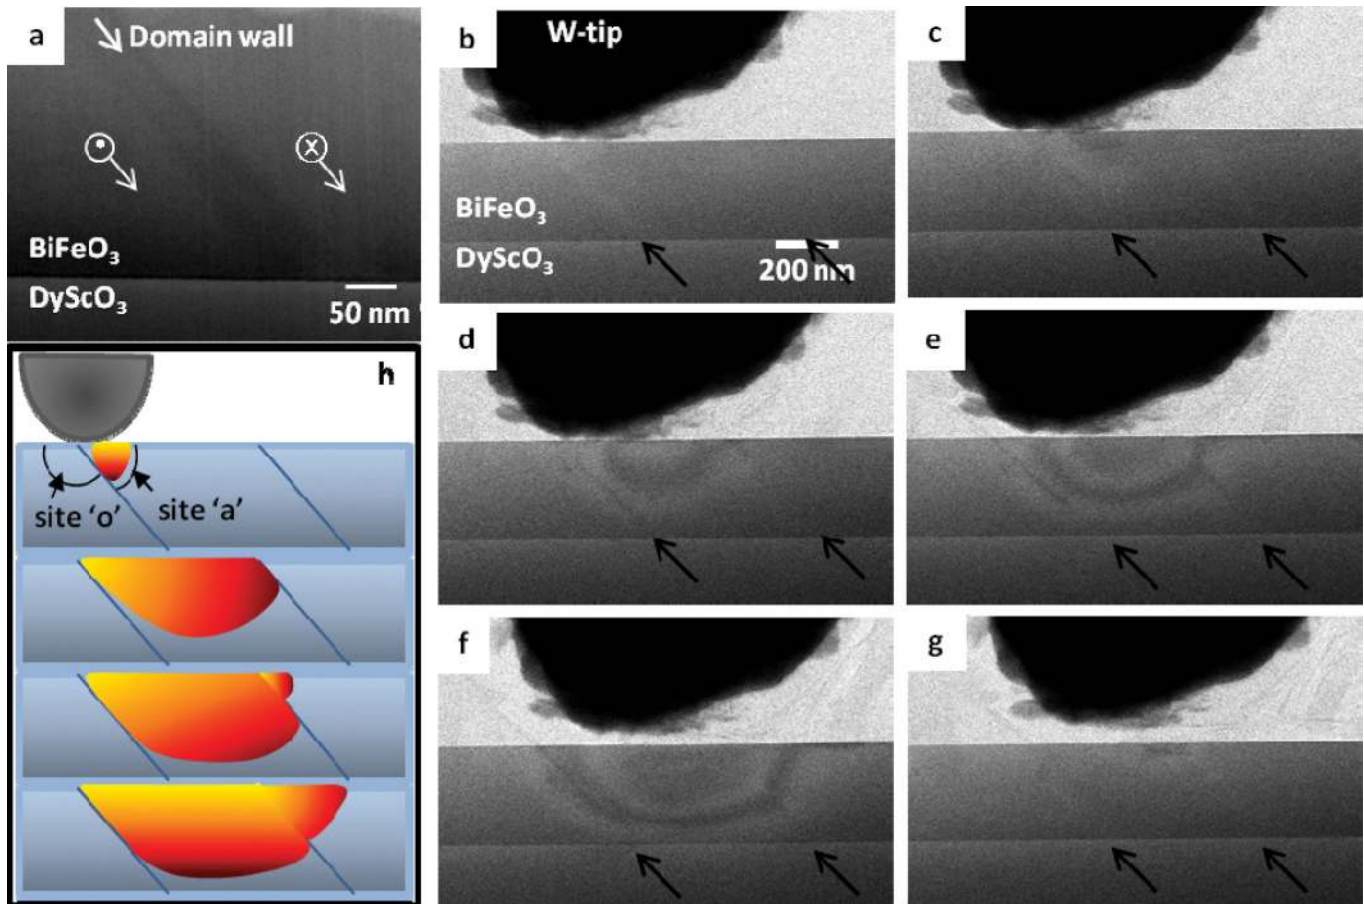 a
Domain wall
BiFeO₃
DyScO₃
50 nm
b
W-tip
BiFeO₃
DyScO₃
200 nm
c
d
e
f
g
h
site ‘o’
site ‘a’